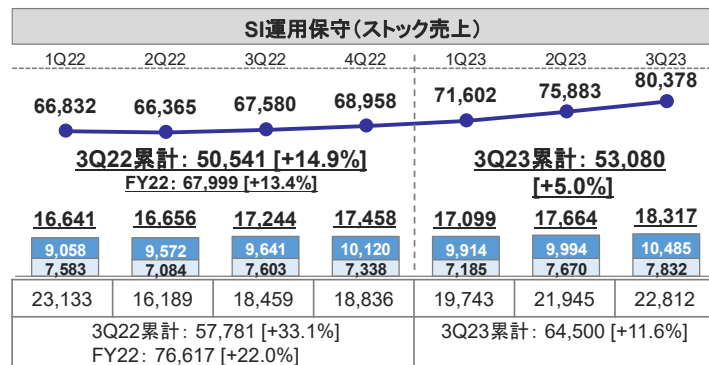 SI運用保守(ストック売上)
1Q22 2Q22 3Q22 4Q22 1Q23 2Q23 3Q23
66,832 66,365 67,580 68,958 71,602 75,883 80,378
3Q22累計: 50,541 [+14.9%]
FY22: 67,999 [+13.4%]
3Q23累計: 53,080
[+5.0%]
16,641 16,656 17,244 17,458 17,099 17,664 18,317
9,058 9,572 9,641 10,120 9,914 9,994 10,485
7,583 7,084 7,603 7,338 7,185 7,670 7,832
23,133 16,189 18,459 18,836 19,743 21,945 22,812
3Q22累計: 57,781 [+33.1%]
FY22: 76,617 [+22.0%]
3Q23累計: 64,500 [+11.6%]